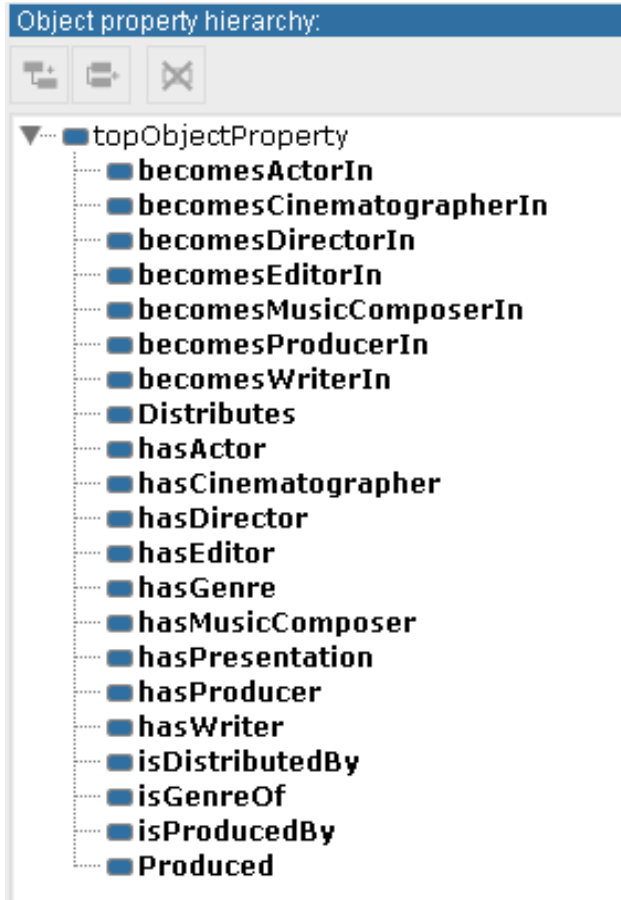 Object property hierarchy:
topObjectProperty
becomesActorIn
becomesCinematographerIn
becomesDirectorIn
becomesEditorIn
becomesMusicComposerIn
becomesProducerIn
becomesWriterIn
Distributes
hasActor
hasCinematographer
hasDirector
hasEditor
hasGenre
hasMusicComposer
hasPresentation
hasProducer
hasWriter
isDistributedBy
isGenreOf
isProducedBy
Produced